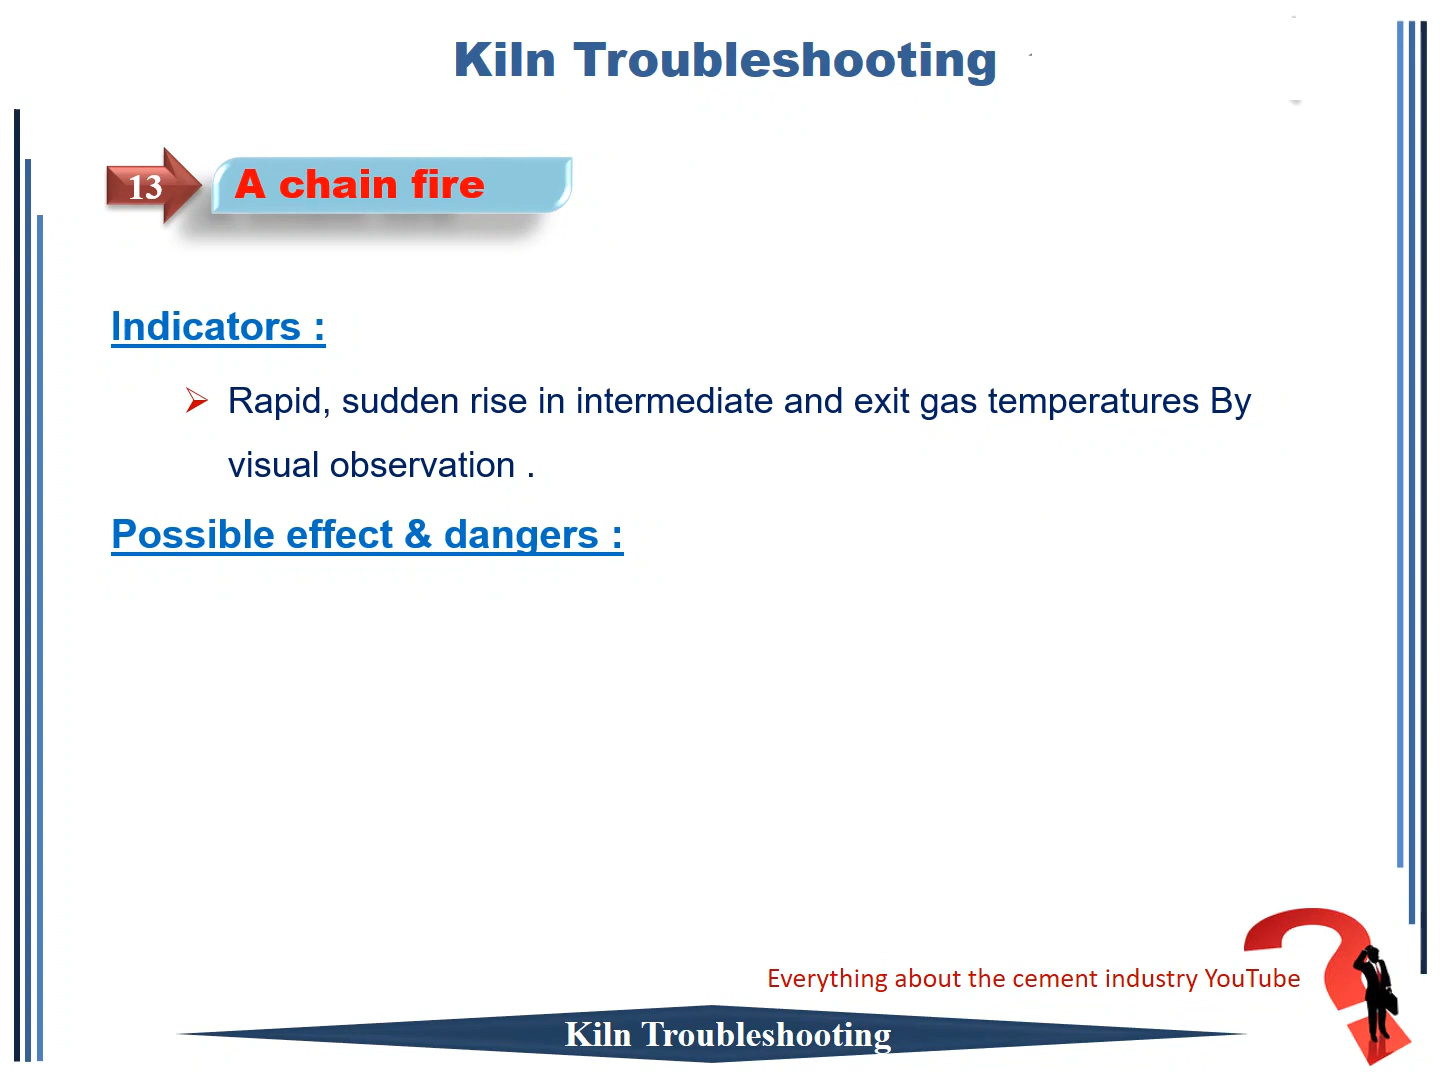 Kiln Troubleshooting
13
A chain fire
Indicators :
Rapid, sudden rise in intermediate and exit gas temperatures By
visual observation .
Possible effect & dangers :
Everything about the cement industry YouTube
Kiln Troubleshooting